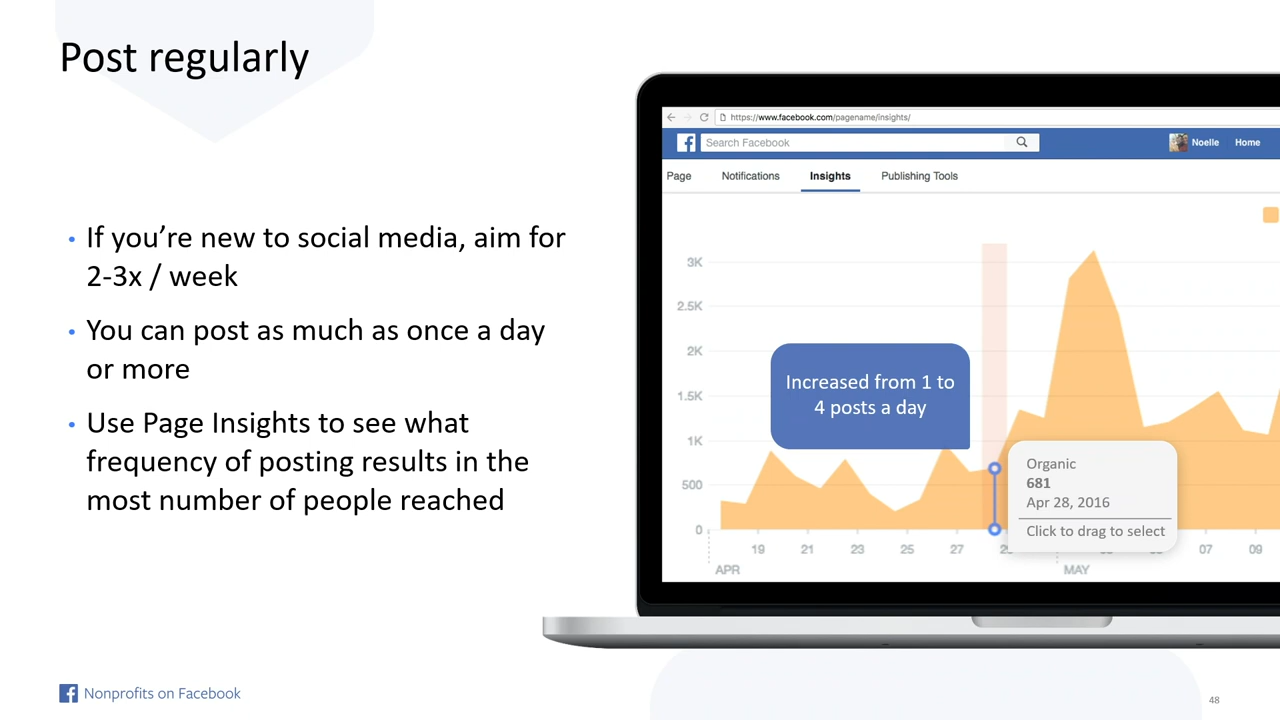 Post regularly
• If you’re new to social media, aim for
2-3x / week
• You can post as much as once a day
or more
• Use Page Insights to see what
frequency of posting results in the
most number of people reached
https://www.facebook.com/pagename/insights/
Search Facebook
Noelle
Home
Page
Notifications
Insights
Publishing Tools
3K
2.5K
2K
1.5K
1K
500
0
Increased from 1 to
4 posts a day
Organic
681
Apr 28, 2016
Click to drag to select
19 21 23 25 27 07 09
APR MAY
Nonprofits on Facebook
48